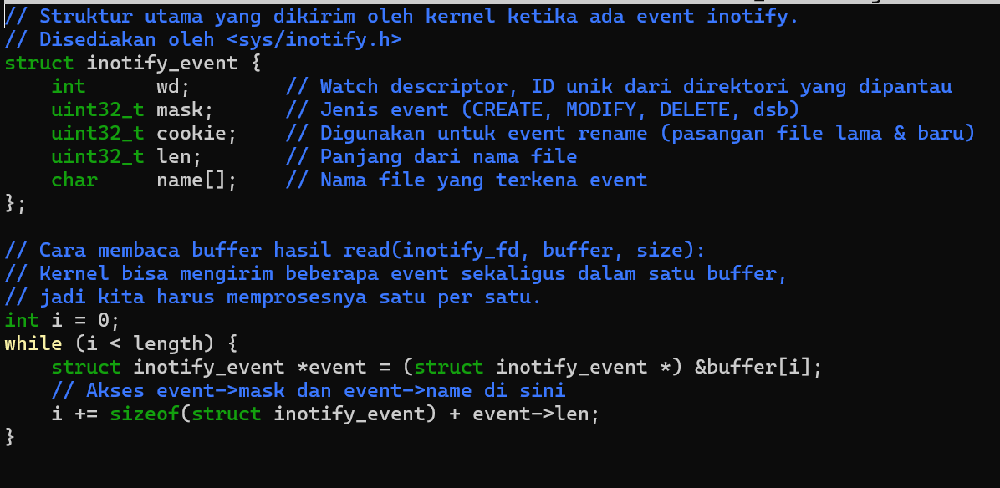 // Struktur utama yang dikirim oleh kernel ketika ada event inotify.
// Disediakan oleh <sys/inotify.h>
struct inotify_event {
    int      wd;        // Watch descriptor, ID unik dari direktori yang dipantau
    uint32_t mask;      // Jenis event (CREATE, MODIFY, DELETE, dsb)
    uint32_t cookie;    // Digunakan untuk event rename (pasangan file lama & baru)
    uint32_t len;       // Panjang dari nama file
    char     name[];    // Nama file yang terkena event
};

// Cara membaca buffer hasil read(inotify_fd, buffer, size):
// Kernel bisa mengirim beberapa event sekaligus dalam satu buffer,
// jadi kita harus memprosesnya satu per satu.
int i = 0;
while (i < length) {
    struct inotify_event *event = (struct inotify_event *) &buffer[i];
    // Akses event->mask dan event->name di sini
    i += sizeof(struct inotify_event) + event->len;
}